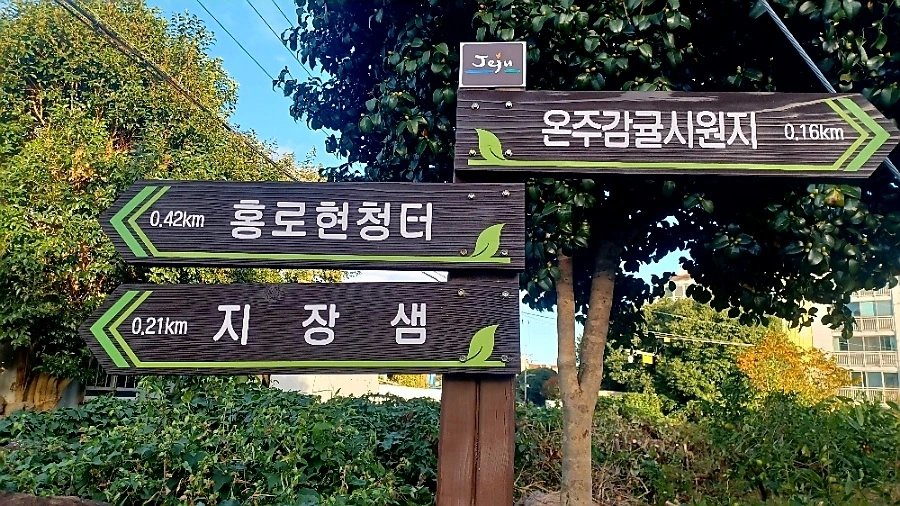 Jeju
온주감귤시원지 0.16km
0.42km 홍로현청터
0.21km 지 장 샘